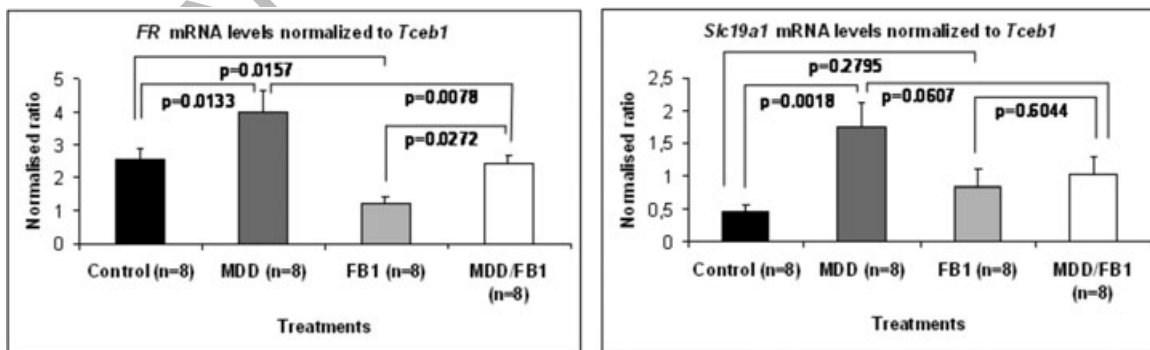 FR mRNA levels normalized to Tceb1
p=0.0157
p=0.0133
p=0.0078
p=0.0272
5
4
3
2
1
0
Normalised ratio
Control (n=8)
MDD (n=8)
FB1 (n=8)
MDD/FB1
(n=8)
Treatments
Slc19a1 mRNA levels normalized to Tceb1
p=0.2795
p=0.0018
p=0.0607
p=0.6044
2,5
2
1,5
1
0,5
0
Normalised ratio
Control (n=8)
MDD (n=8)
FB1 (n=8)
MDD/FB1
(n=8)
Treatments